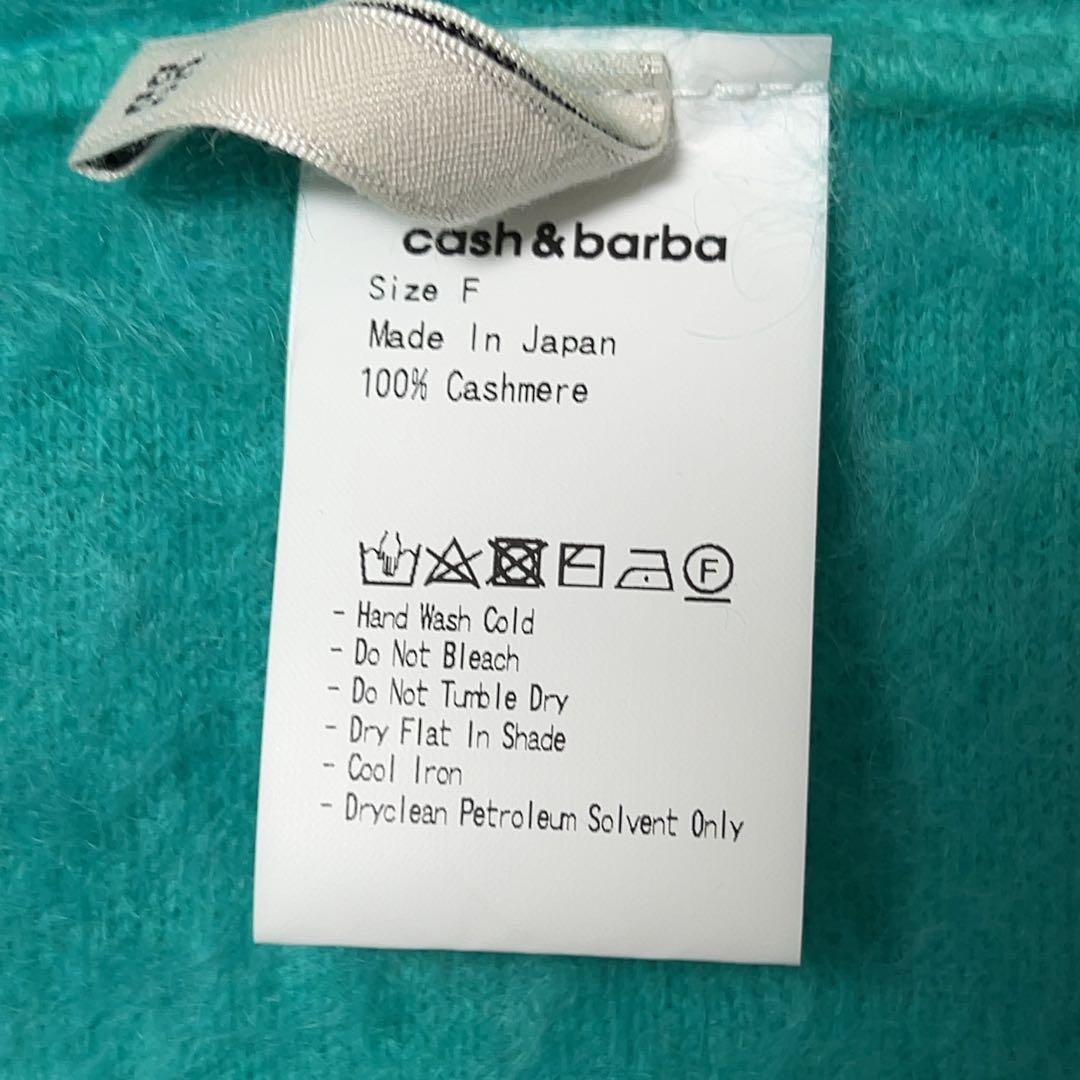 cash & barba
Size F
Made In Japan
100% Cashmere
F
- Hand Wash Cold
- Do Not Bleach
- Do Not Tumble Dry
- Dry Flat In Shade
- Cool Iron
- Dryclean Petroleum Solvent Only